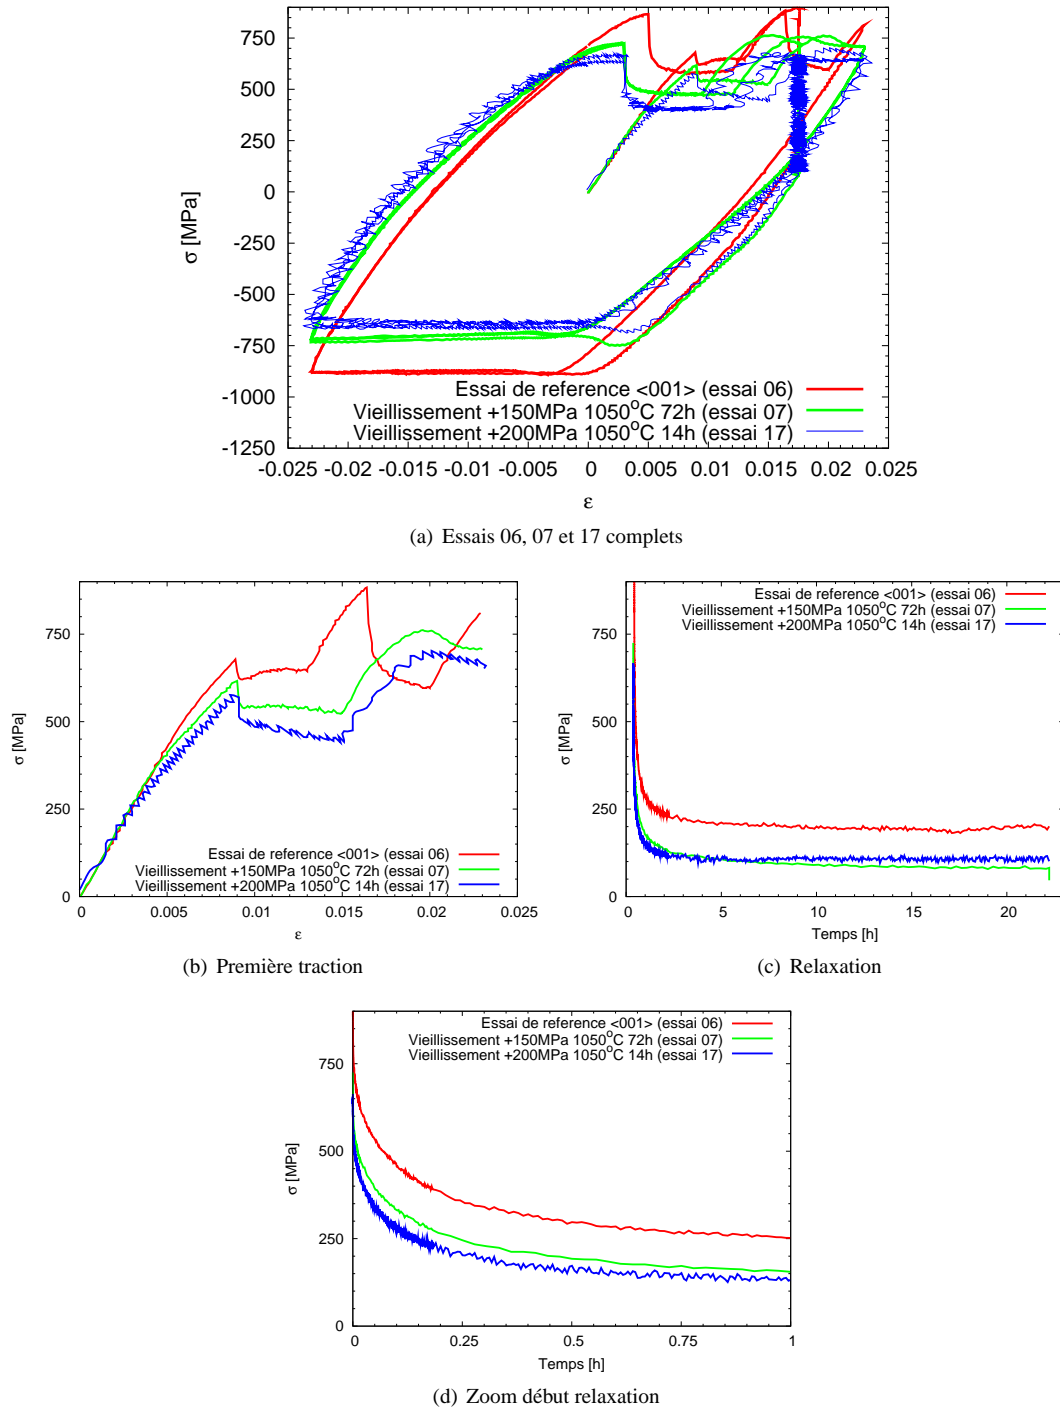 750
500
250
0
-250
-500
-750
-1000
-1250
σ [MPa]
Essai de reference <001> (essai 06)
Vieillissement +150MPa 1050°C 72h (essai 07)
Vieillissement +200MPa 1050°C 14h (essai 17)
-0.025 -0.02 -0.015 -0.01 -0.005 0 0.005 0.01 0.015 0.02 0.025
ε
(a) Essais 06, 07 et 17 complets
750
500
250
0
σ [MPa]
Essai de reference <001> (essai 06)
Vieillissement +150MPa 1050°C 72h (essai 07)
Vieillissement +200MPa 1050°C 14h (essai 17)
0 0.005 0.01 0.015 0.02 0.025
ε
(b) Première traction
Essai de reference <001> (essai 06)
Vieillissement +150MPa 1050°C 72h (essai 07)
Vieillissement +200MPa 1050°C 14h (essai 17)
750
500
250
0
σ [MPa]
0 5 10 15 20
Temps [h]
(c) Relaxation
Essai de reference <001> (essai 06)
Vieillissement +150MPa 1050°C 72h (essai 07)
Vieillissement +200MPa 1050°C 14h (essai 17)
750
500
250
0
σ [MPa]
0 0.25 0.5 0.75 1
Temps [h]
(d) Zoom début relaxation